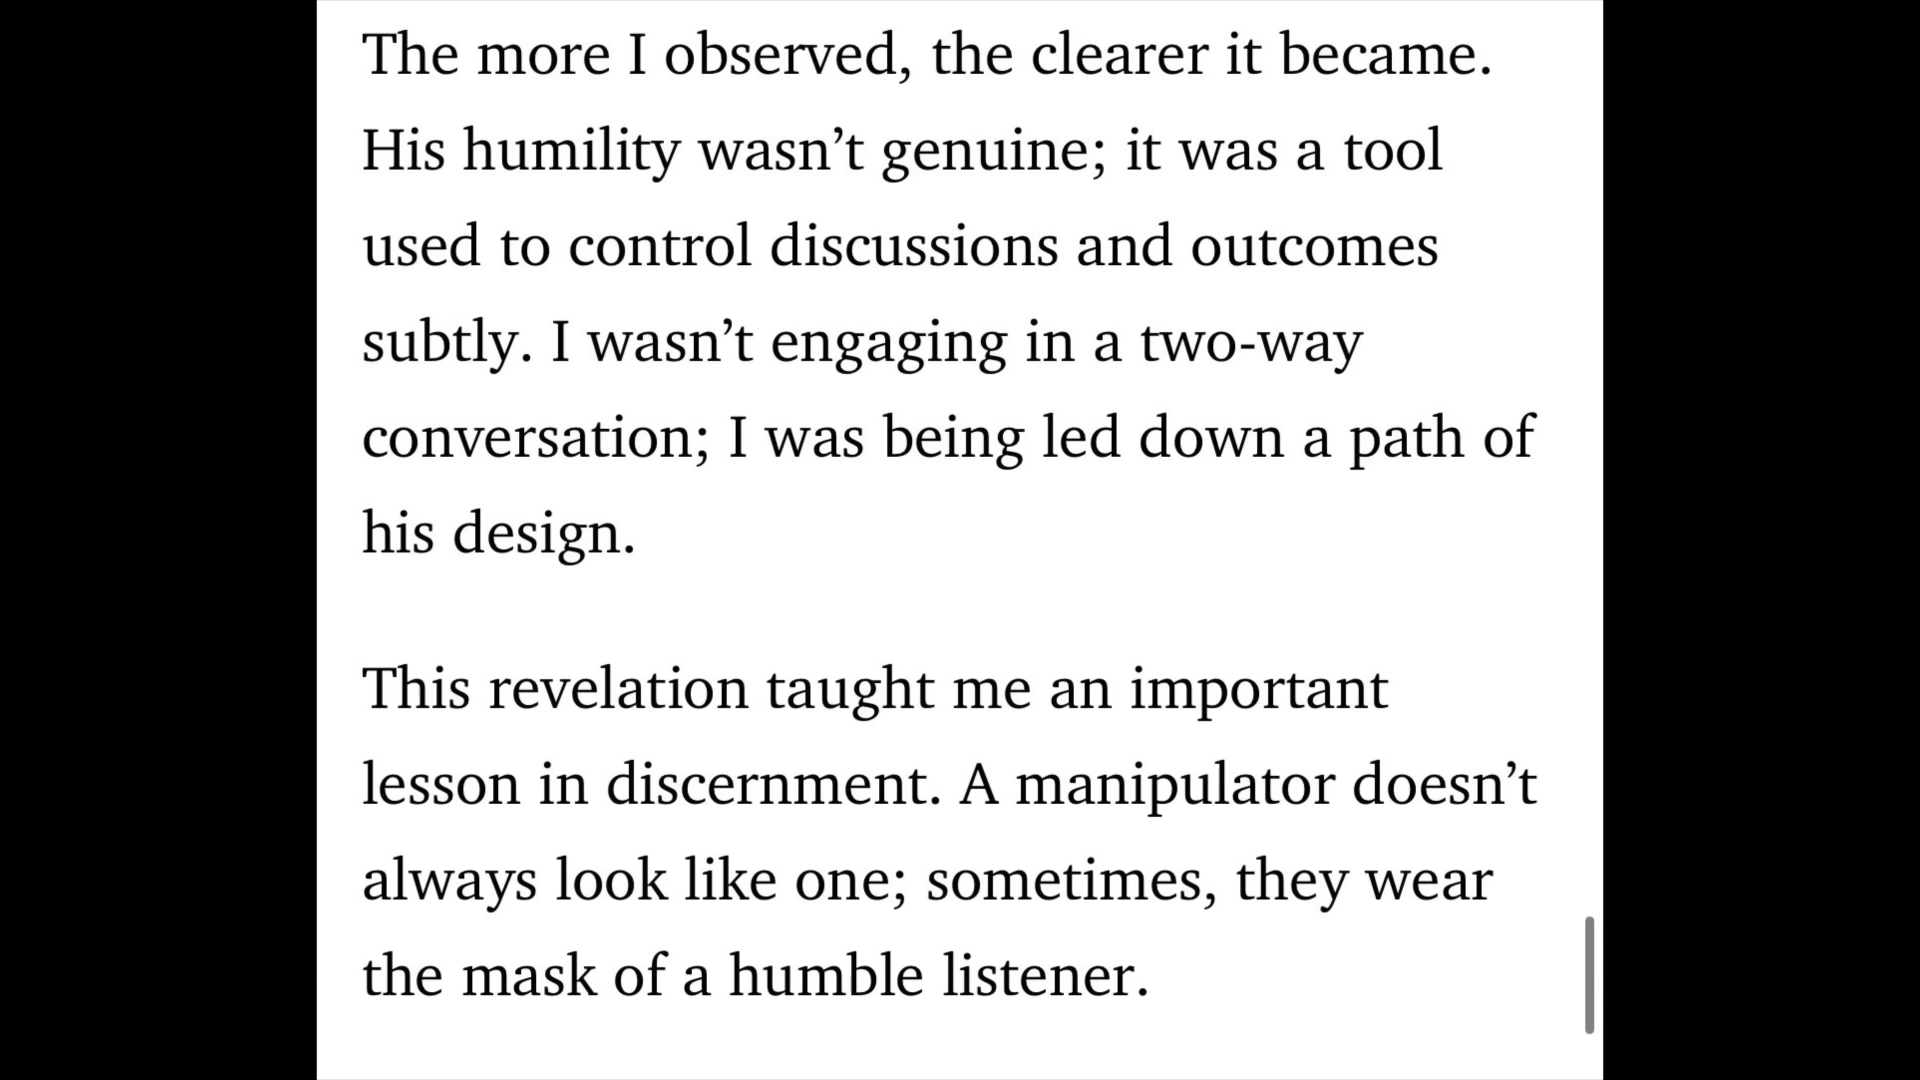 The more I observed, the clearer it became.
His humility wasn’t genuine; it was a tool
used to control discussions and outcomes
subtly. I wasn’t engaging in a two-way
conversation; I was being led down a path of
his design.
This revelation taught me an important
lesson in discernment. A manipulator doesn’t
always look like one; sometimes, they wear
the mask of a humble listener.